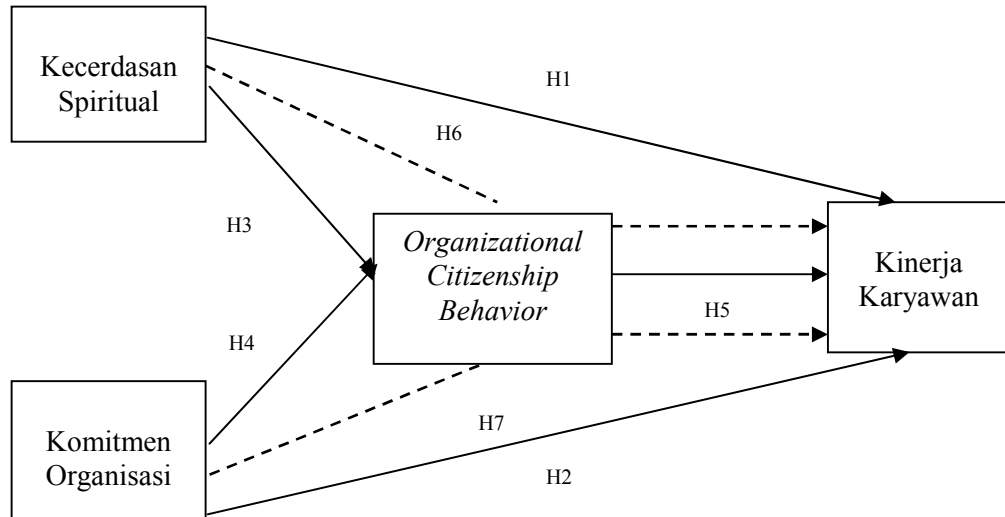 Kecerdasan
Spiritual
H1
H6
H3
Organizational
Citizenship
Behavior
Kinerja
Karyawan
H5
H4
Komitmen
Organisasi
H7
H2